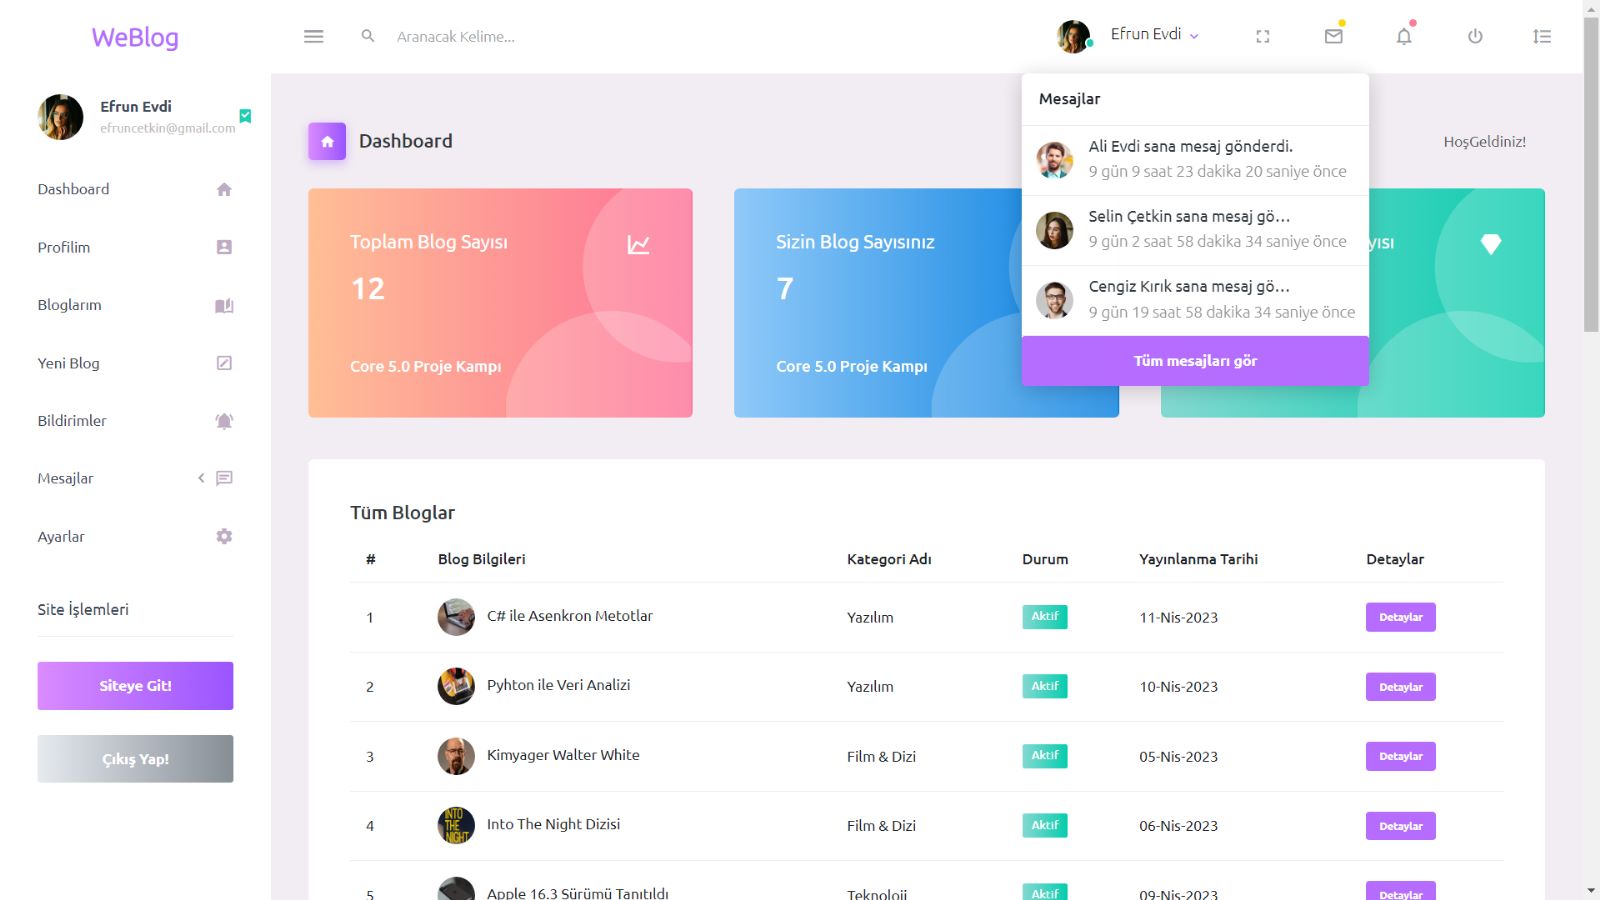 WeBlog
Aranacak Kelime...
Efrun Evdi
Efrun Evdi
efruncetkin@gmail.com
Dashboard
Profilim
Bloglarım
Yeni Blog
Bildirimler
Mesajlar
Ayarlar
Site İşlemleri
Siteye Git!
Çıkış Yap!
Dashboard
HoşGeldiniz!
Mesajlar
Ali Evdi sana mesaj gönderdi.
9 gün 9 saat 23 dakika 20 saniye önce
Selin Çetkin sana mesaj gö...
9 gün 2 saat 58 dakika 34 saniye önce
Cengiz Kırık sana mesaj gö...
9 gün 19 saat 58 dakika 34 saniye önce
Tüm mesajları gör
Toplam Blog Sayısı
12
Core 5.0 Proje Kampı
Sizin Blog Sayısınız
7
Core 5.0 Proje Kampı
Tüm Bloglar
# Blog Bilgileri Kategori Adı Durum Yayınlanma Tarihi Detaylar
1 C# ile Asenkron Metotlar Yazılım Aktif 11-Nis-2023 Detaylar
2 Pyhton ile Veri Analizi Yazılım Aktif 10-Nis-2023 Detaylar
3 Kimyager Walter White Film & Dizi Aktif 05-Nis-2023 Detaylar
INTO THE NIGHT
4 Into The Night Dizisi Film & Dizi Aktif 06-Nis-2023 Detaylar
5 Apple 16.3 Sürümü Tanıtıldı Teknoloji Aktif 09-Nis-2023 Detaylar